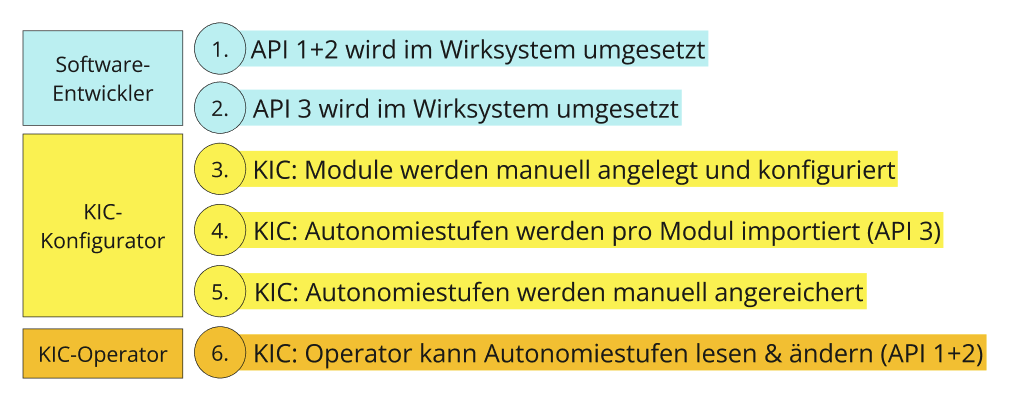 Software-
Entwickler
1. API 1+2 wird im Wirksystem umgesetzt
2. API 3 wird im Wirksystem umgesetzt
KIC-
Konfigurator
3. KIC: Module werden manuell angelegt und konfiguriert
4. KIC: Autonomiestufen werden pro Modul importiert (API 3)
5. KIC: Autonomiestufen werden manuell angereichert
KIC-Operator
6. KIC: Operator kann Autonomiestufen lesen & ändern (API 1+2)